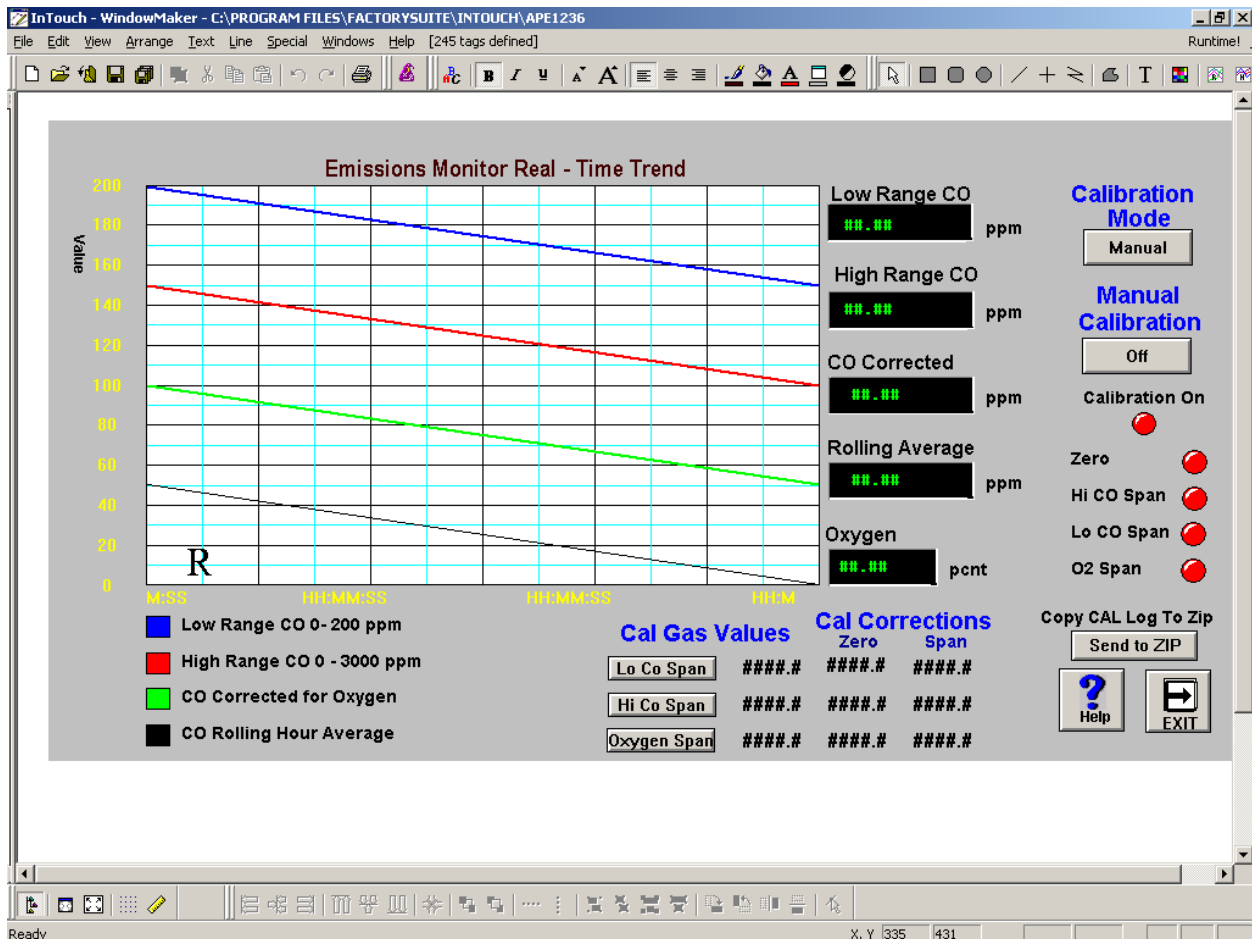 InTouch - WindowMaker - C:\PROGRAM FILES\FACTORYSUITE\INTOUCH\APE1236
File Edit View Arrange Text Line Special Windows Help [245 tags defined] Runtime!
Emissions Monitor Real - Time Trend
Value
200
180
160
140
120
100
80
60
40
20
0
R
M:SS HH:MM:SS HH:MM:SS HH:M
Low Range CO 0- 200 ppm
High Range CO 0 - 3000 ppm
CO Corrected for Oxygen
CO Rolling Hour Average
Low Range CO
##.## ppm
High Range CO
##.## ppm
CO Corrected
##.## ppm
Rolling Average
##.## ppm
Oxygen
##.## pcnt
Cal Gas Values
Cal Corrections
Zero Span
Lo Co Span ####.# ####.# ####.#
Hi Co Span ####.# ####.# ####.#
Oxygen Span ####.# ####.# ####.#
Calibration
Mode
Manual
Manual
Calibration
Off
Calibration On
Zero
Hi CO Span
Lo CO Span
O2 Span
Copy CAL Log To Zip
Send to ZIP
Help
EXIT
Ready X, Y 335 431